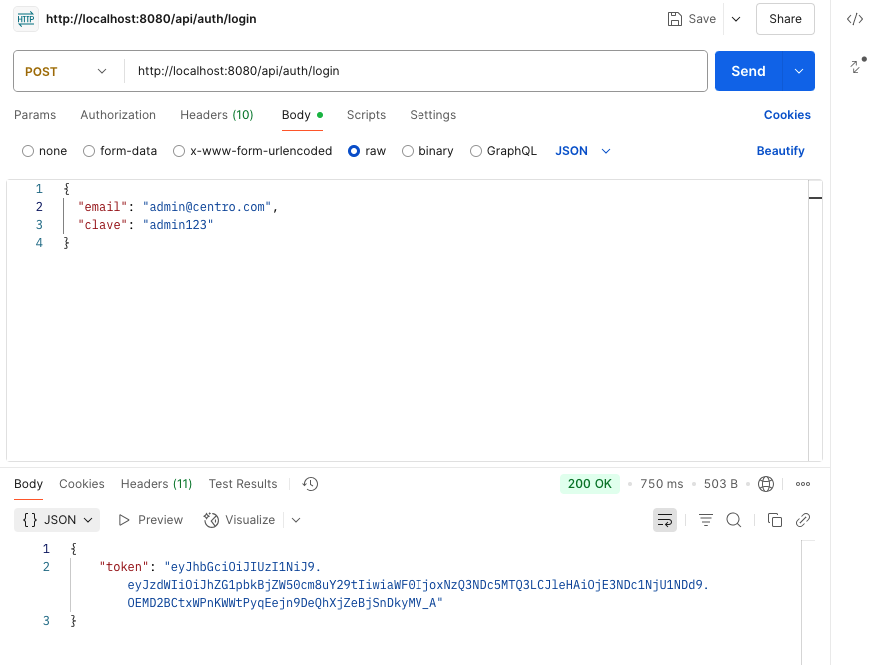 HTTP http://localhost:8080/api/auth/login Save Share </>
POST http://localhost:8080/api/auth/login Send
Params Authorization Headers (10) Body Scripts Settings Cookies
none form-data x-www-form-urlencoded raw binary GraphQL JSON Beautify
1 {
2 "email": "admin@centro.com",
3 "clave": "admin123"
4 }
Body Cookies Headers (11) Test Results 200 OK 750 ms 503 B
{} JSON Preview Visualize
1 {
2 "token": "eyJhbGciOiJIUzI1NiJ9.
eyJzdWIiOiJhZG1pbkBjZW50cm8uY29tIiwiaWF0IjoxNzQ3NDc5MTQ3LCJleHAiOjE3NDc1NjU1NDd9.
OEMD2BCtxWPnKWWtPyqEejn9DeQhXjZeBjSnDkyMV_A"
3 }